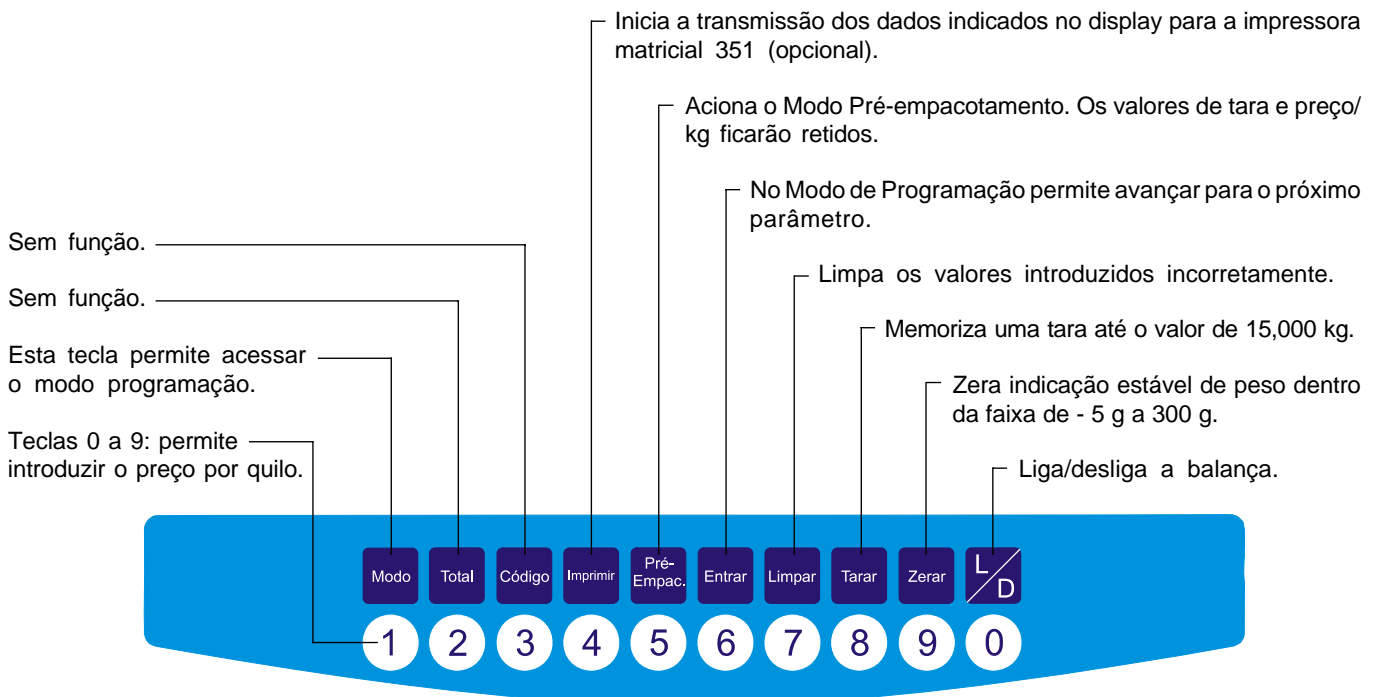 Inicia a transmissão dos dados indicados no display para a impressora
matricial 351 (opcional).
Aciona o Modo Pré-empacotamento. Os valores de tara e preço/
kg ficarão retidos.
No Modo de Programação permite avançar para o próximo
parâmetro.
Sem função.
Limpa os valores introduzidos incorretamente.
Sem função.
Memoriza uma tara até o valor de 15,000 kg.
Esta tecla permite acessar
o modo programação.
Zera indicação estável de peso dentro
da faixa de - 5 g a 300 g.
Teclas 0 a 9: permite
introduzir o preço por quilo.
Liga/desliga a balança.
Modo Total Código Imprimir Pré-Empac. Entrar Limpar Tarar Zerar L/D
1 2 3 4 5 6 7 8 9 0